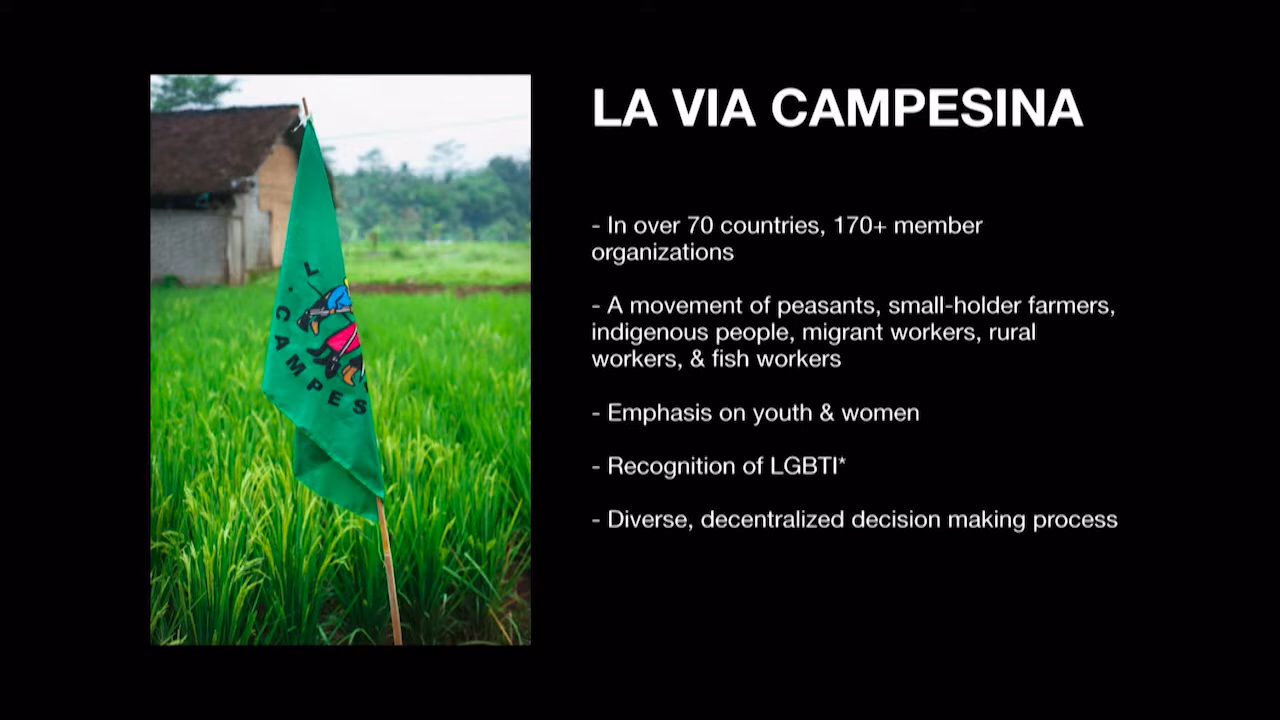 LA VIA CAMPESINA
- In over 70 countries, 170+ member
organizations
- A movement of peasants, small-holder farmers,
indigenous people, migrant workers, rural
workers, & fish workers
- Emphasis on youth & women
- Recognition of LGBTI*
- Diverse, decentralized decision making process
L
· CAMPES